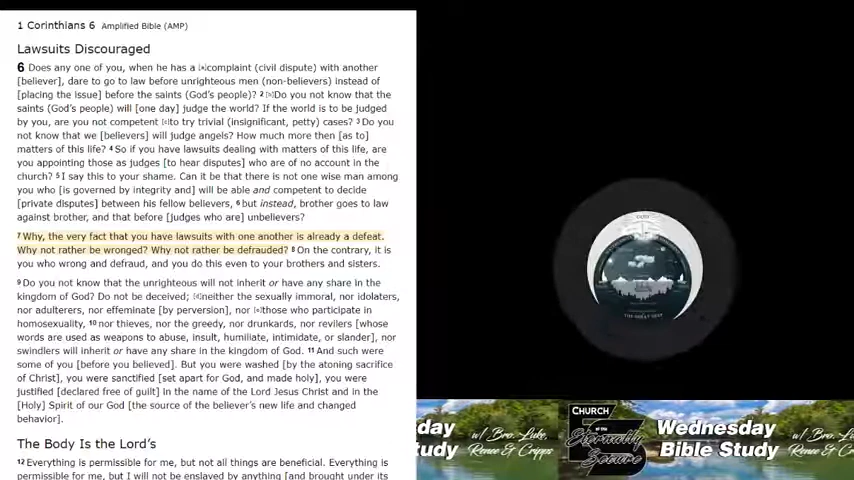 1 Corinthians 6 Amplified Bible (AMP)
Lawsuits Discouraged
6 Does any one of you, when he has a [a]complaint (civil dispute) with another
[believer], dare to go to law before unrighteous men (non-believers) instead of
[placing the issue] before the saints (God's people)? 2 [b]Do you not know that the
saints (God's people) will [one day] judge the world? If the world is to be judged
by you, are you not competent [c]to try trivial (insignificant, petty) cases? 3 Do you
not know that we [believers] will judge angels? How much more then [as to]
matters of this life? 4 So if you have lawsuits dealing with matters of this life, are
you appointing those as judges [to hear disputes] who are of no account in the
church? 5 I say this to your shame. Can it be that there is not one wise man among
you who [is governed by integrity and] will be able and competent to decide
[private disputes] between his fellow believers, 6 but instead, brother goes to law
against brother, and that before [judges who are] unbelievers?
7 Why, the very fact that you have lawsuits with one another is already a defeat.
Why not rather be wronged? Why not rather be defrauded? 8 On the contrary, it is
you who wrong and defraud, and you do this even to your brothers and sisters.
9 Do you not know that the unrighteous will not inherit or have any share in the
kingdom of God? Do not be deceived; [d]neither the sexually immoral, nor idolaters,
nor adulterers, nor effeminate [by perversion], nor [e]those who participate in
homosexuality, 10 nor thieves, nor the greedy, nor drunkards, nor revilers [whose
words are used as weapons to abuse, insult, humiliate, intimidate, or slander], nor
swindlers will inherit or have any share in the kingdom of God. 11 And such were
some of you [before you believed]. But you were washed [by the atoning sacrifice
of Christ], you were sanctified [set apart for God, and made holy], you were
justified [declared free of guilt] in the name of the Lord Jesus Christ and in the
[Holy] Spirit of our God [the source of the believer's new life and changed
behavior].
The Body Is the Lord's
12 Everything is permissible for me, but not all things are beneficial. Everything is
permissible for me, but I will not be enslaved by anything [and brought under its
THE GREAT DEEP
day
tudy
w/ Bro. Luke,
Renee & Cripps
CHURCH
of the
Eternally
Secure
Wednesday
Bible Study
w/ Bro. L
Renee & C